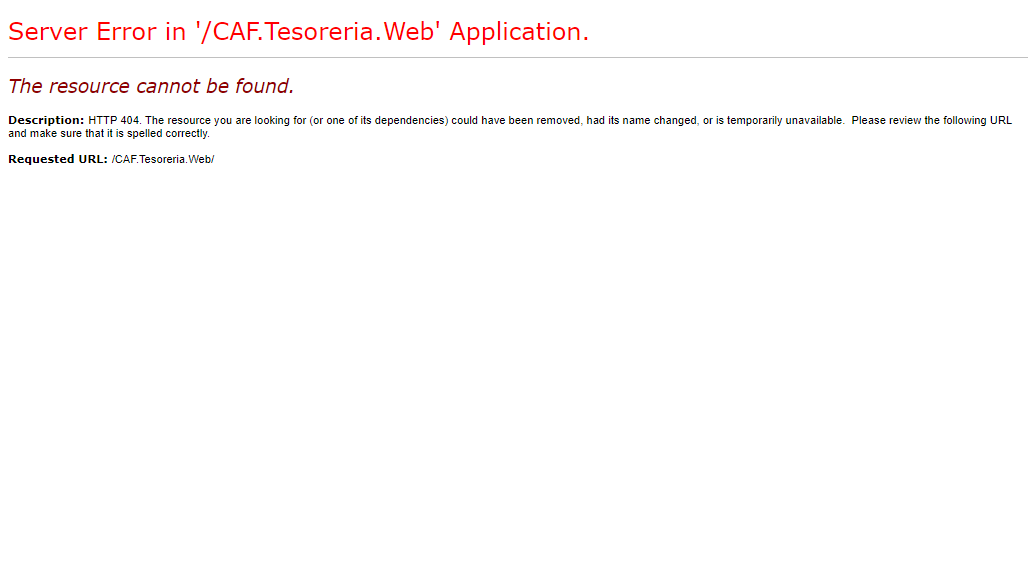 Server Error in '/CAF.Tesoreria.Web' Application.
The resource cannot be found.
Description: HTTP 404. The resource you are looking for (or one of its dependencies) could have been removed, had its name changed, or is temporarily unavailable.  Please review the following URL
and make sure that it is spelled correctly.
Requested URL: /CAF.Tesoreria.Web/